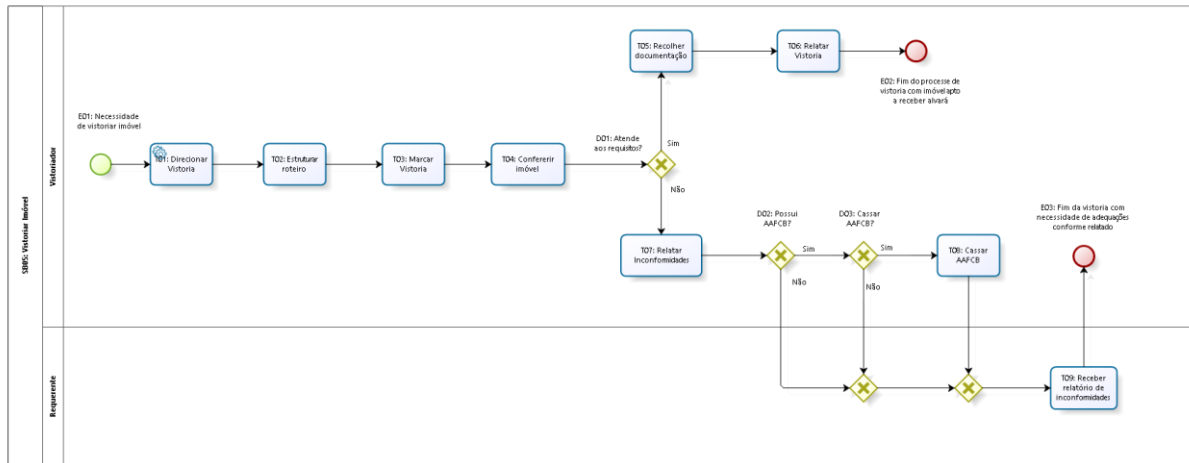 SB05: Vistoriar Imóvel
Vistoriador
E01: Necessidade
de vistoriar imóvel
T01: Direcionar
Vistoria
T02: Estruturar
roteiro
T03: Marcar
Vistoria
T04: Confererir
imóvel
D01: Atende
aos requisitos?
Sim
Não
T05: Recolher
documentação
T06: Relatar
Vistoria
E02: Fim do processe de
vistoria com imóvel apto
a receber alvará
T07: Relatar
Inconformidades
D02: Possui
AAFCB?
Sim
Não
D03: Cassar
AAFCB?
Sim
Não
T08: Cassar
AAFCB
E03: Fim da vistoria com
necessidade de adequações
conforme relatado
Requerente
T09: Receber
relatório de
inconformidades